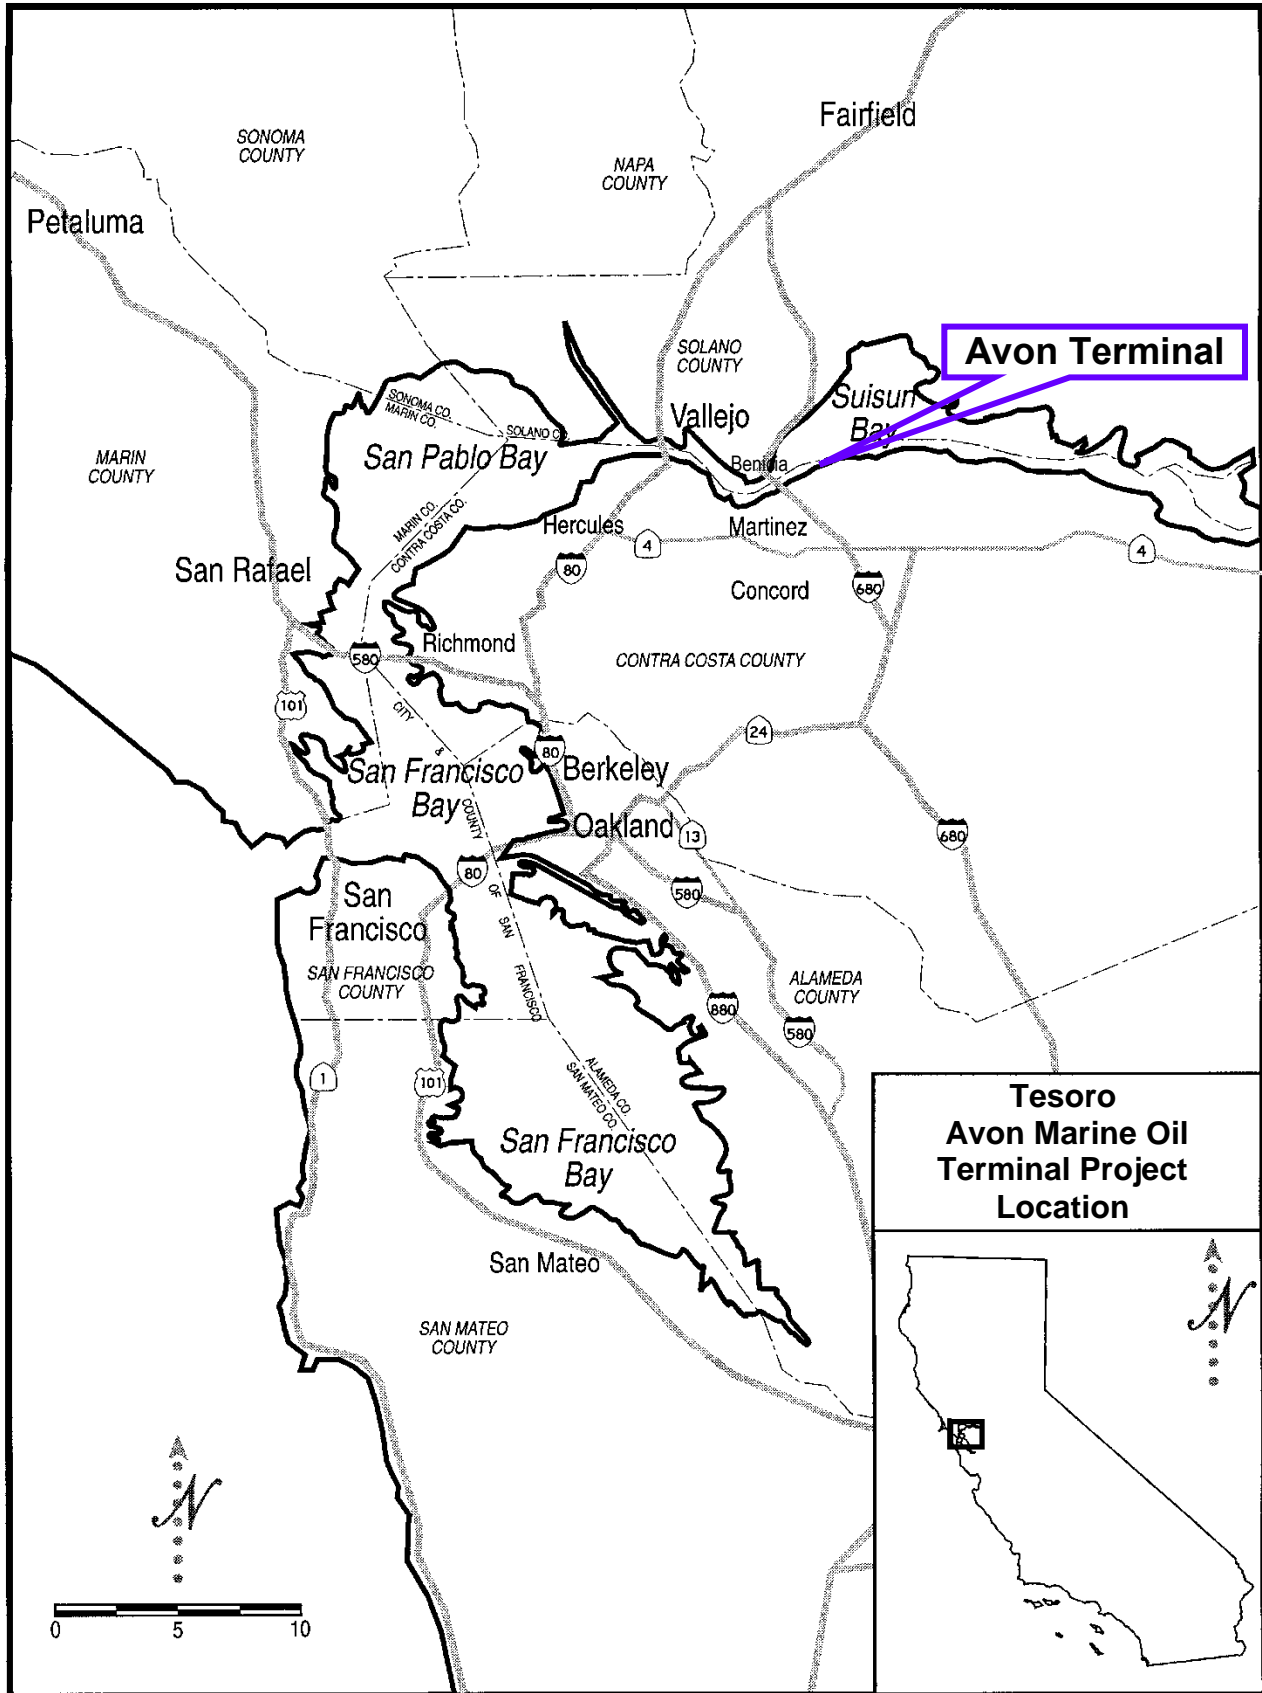 Fairfield
SONOMA
COUNTY
NAPA
COUNTY
Petaluma
Avon Terminal
SOLANO
COUNTY
Suisun
Bay
SONOMA CO.
MARIN CO.
Vallejo
SOLANO C
San Pablo Bay
MARIN
COUNTY
Benicia
MARIN CO.
CONTRA COSTA CO.
Hercules
Martinez
4
4
80
San Rafael
680
Concord
Richmond
580
CONTRA COSTA COUNTY
101
CITY
24
&
80
San Francisco
Bay
Berkeley
COUNTY
Oakland
13
680
80
OF
580
San
Francisco
SAN
SAN FRANCISCO
COUNTY
FRANCISCO
ALAMEDA
COUNTY
880
580
1
101
ALAMEDA CO.
SAN MATEO CO.
San Francisco
Bay
San Mateo
SAN MATEO
COUNTY
Tesoro
Avon Marine Oil
Terminal Project
Location
N
N
0 5 10